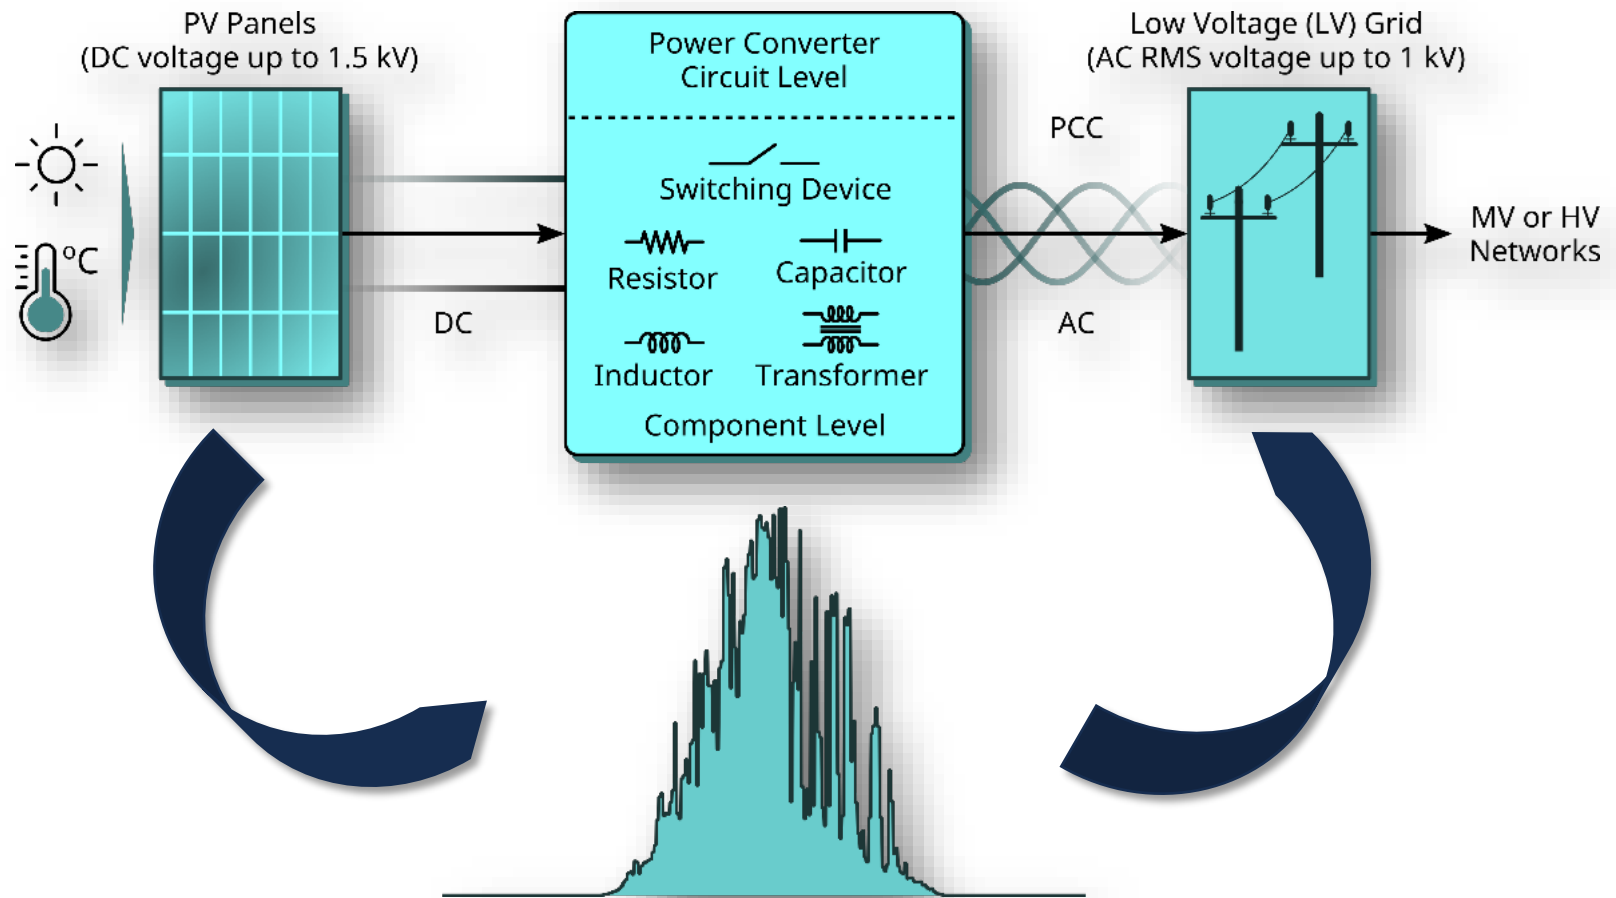 PV Panels
(DC voltage up to 1.5 kV)
Power Converter
Circuit Level
Low Voltage (LV) Grid
(AC RMS voltage up to 1 kV)
PCC
Switching Device
Resistor
Capacitor
Inductor
Transformer
Component Level
°C
DC
AC
MV or HV
Networks